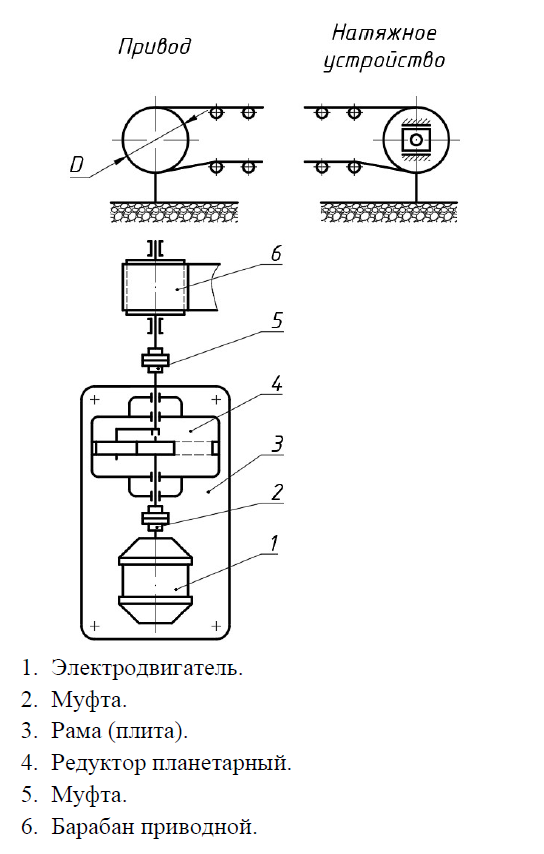 Привод
Натяжное
устройство
D
6
5
4
3
2
1
1. Электродвигатель.
2. Муфта.
3. Рама (плита).
4. Редуктор планетарный.
5. Муфта.
6. Барабан приводной.